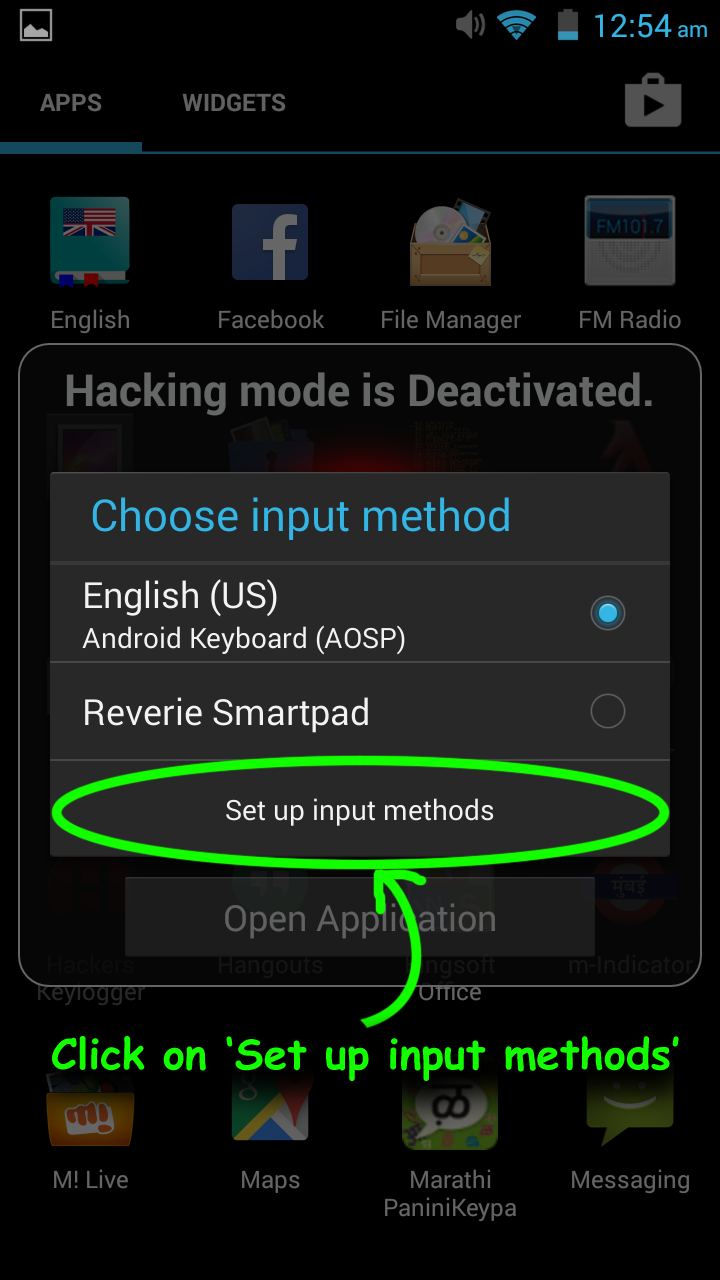 12:54 am
APPS WIDGETS
FM101.7
English Facebook File Manager FM Radio
Hacking mode is Deactivated.
Choose input method
English (US)
Android Keyboard (AOSP)
Reverie Smartpad
Set up input methods
मुंबई
Open Application
Hackers Hangouts Kingsoft m-Indicator
Keylogger Office
Click on ‘Set up input methods’
M! Live Maps Marathi Messaging
PaniniKeypa